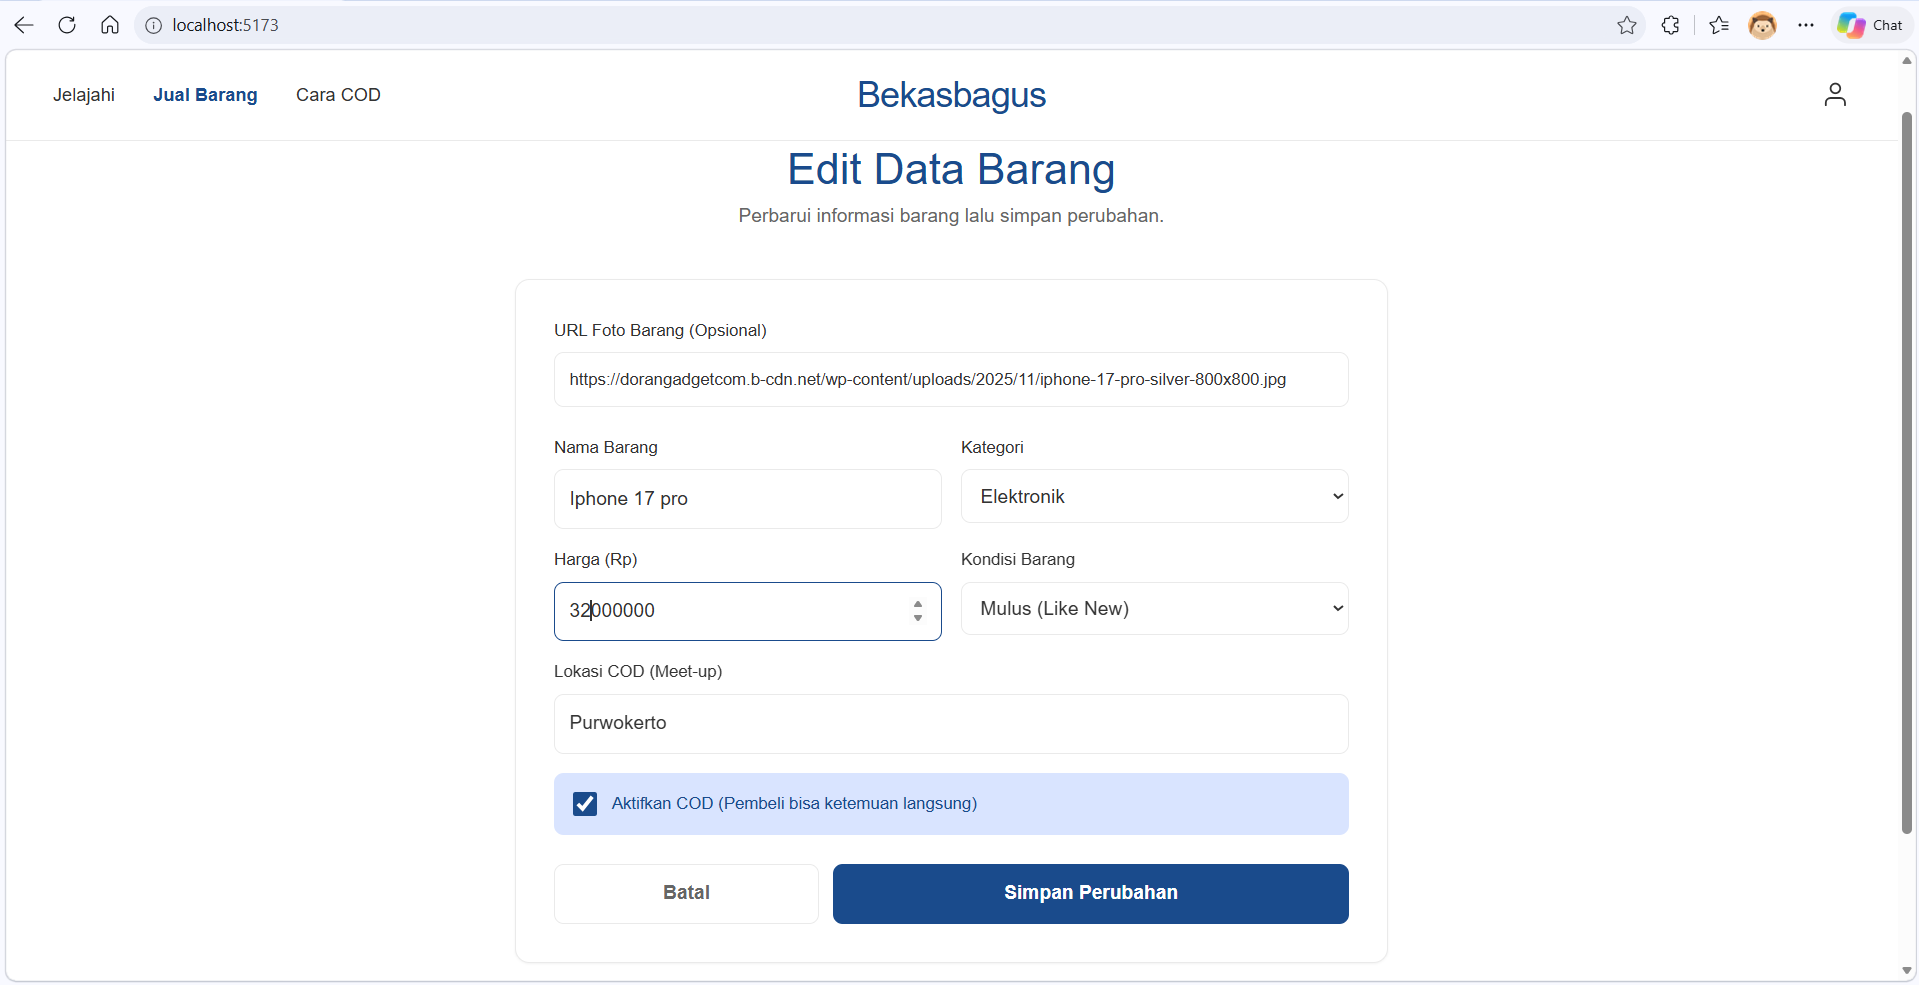 localhost:5173
Chat
Jelajahi
Jual Barang
Cara COD
Bekasbagus
Edit Data Barang
Perbarui informasi barang lalu simpan perubahan.
URL Foto Barang (Opsional)
https://dorangadgetcom.b-cdn.net/wp-content/uploads/2025/11/iphone-17-pro-silver-800x800.jpg
Nama Barang
Kategori
Iphone 17 pro
Elektronik
Harga (Rp)
Kondisi Barang
32000000
Mulus (Like New)
Lokasi COD (Meet-up)
Purwokerto
Aktifkan COD (Pembeli bisa ketemuan langsung)
Batal
Simpan Perubahan